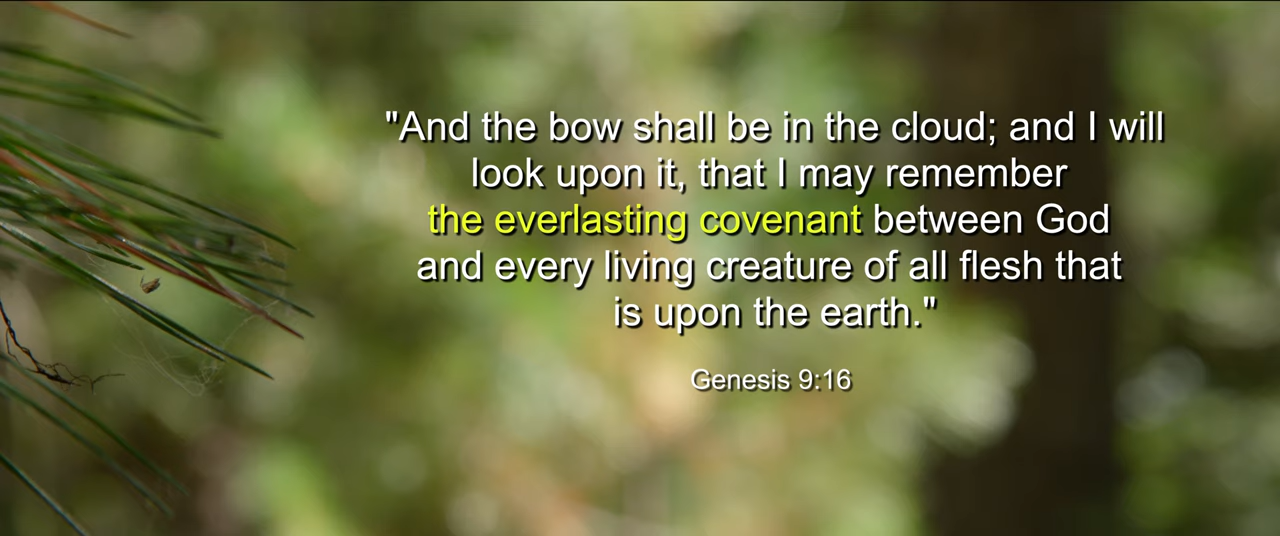 "And the bow shall be in the cloud; and I will
look upon it, that I may remember
the everlasting covenant between God
and every living creature of all flesh that
is upon the earth."
Genesis 9:16